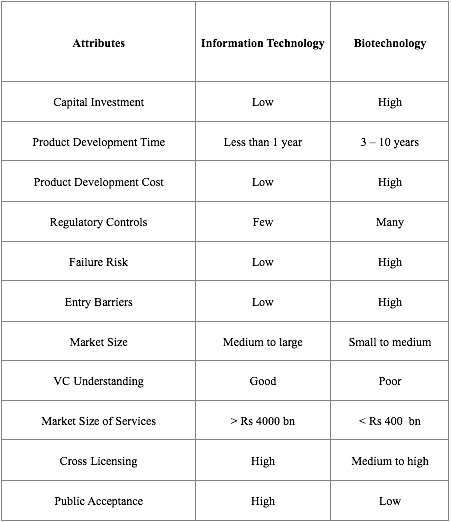 Attributes Information Technology Biotechnology
Capital Investment Low High
Product Development Time Less than 1 year 3 – 10 years
Product Development Cost Low High
Regulatory Controls Few Many
Failure Risk Low High
Entry Barriers Low High
Market Size Medium to large Small to medium
VC Understanding Good Poor
Market Size of Services > Rs 4000 bn < Rs 400 bn
Cross Licensing High Medium to high
Public Acceptance High Low